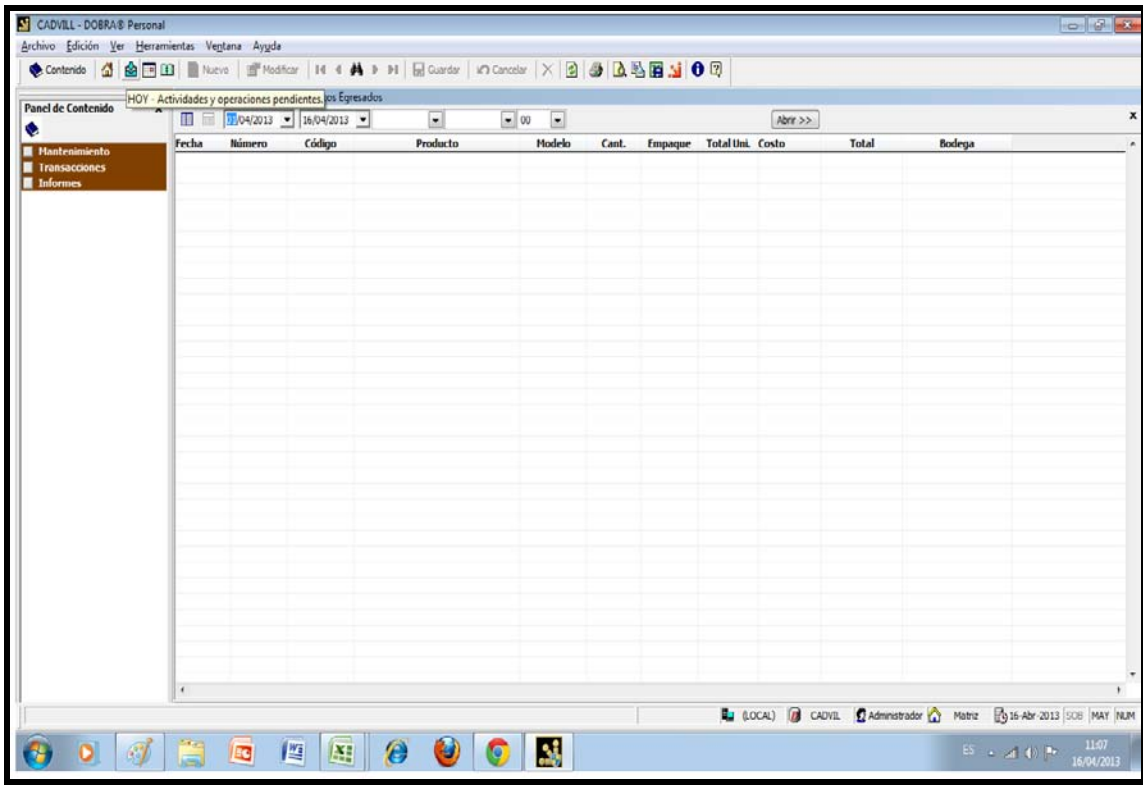 CADVILL - DOBRA® Personal
Archivo Edición Ver Herramientas Ventana Ayuda
Contenido Nuevo Modificar Guardar Cancelar
HOY - Actividades y operaciones pendientes. os Egresados
Panel de Contenido x
/04/2013 16/04/2013 00 Abrir >> x
Fecha Número Código Producto Modelo Cant. Empaque Total Uni. Costo Total Bodega
Mantenimiento
Transacciones
Informes
(LOCAL) CADVIL Administrador Matriz 16-Abr-2013 SOB MAY NUM
ES 11:07
16/04/2013